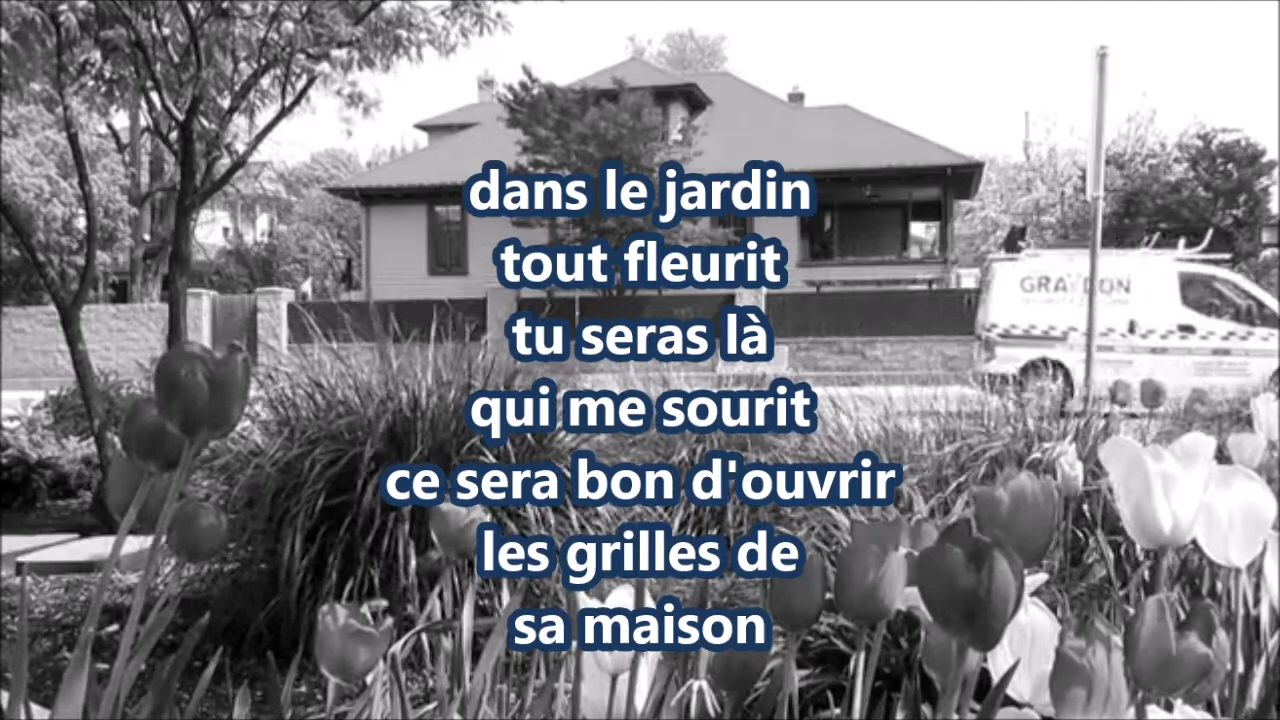 dans le jardin
tout fleurit
tu seras là
qui me sourit
ce sera bon d'ouvrir
les grilles de
sa maison
GRAYDON